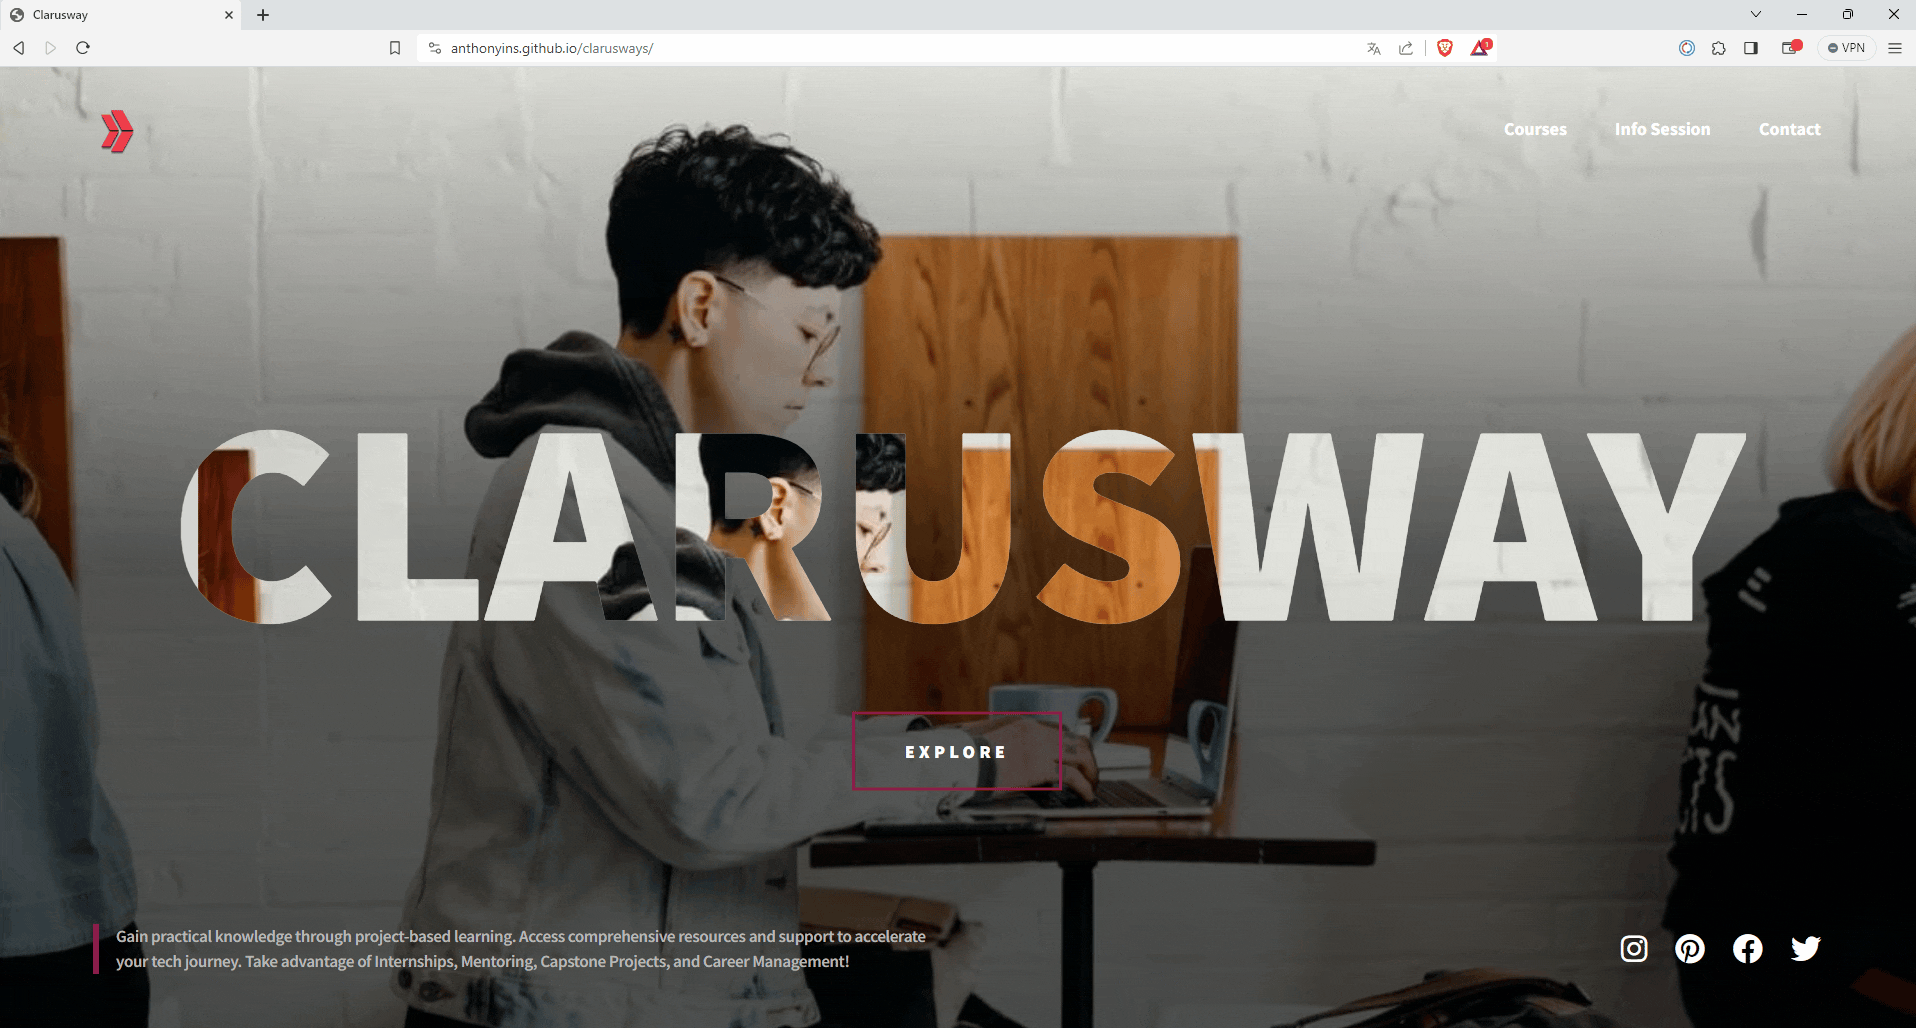 Clarusway
anthonyins.github.io/clarusways/
1
VPN
Courses
Info Session
Contact
CLARUSWAY
EXPLORE
Gain practical knowledge through project-based learning. Access comprehensive resources and support to accelerate
your tech journey. Take advantage of Internships, Mentoring, Capstone Projects, and Career Management!